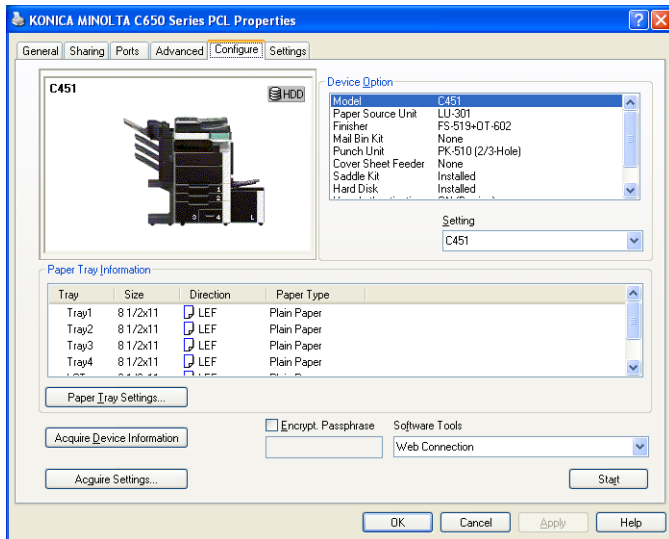 KONICA MINOLTA C650 Series PCL Properties
General Sharing Ports Advanced Configure Settings
C451
HDD
1
2
3 4 L
Device Option
Model C451
Paper Source Unit LU-301
Finisher FS-519+OT-602
Mail Bin Kit None
Punch Unit PK-510 (2/3-Hole)
Cover Sheet Feeder None
Saddle Kit Installed
Hard Disk Installed
Setting
C451
Paper Tray Information
Tray Size Direction Paper Type
Tray1 8 1/2x11 LEF Plain Paper
Tray2 8 1/2x11 LEF Plain Paper
Tray3 8 1/2x11 LEF Plain Paper
Tray4 8 1/2x11 LEF Plain Paper
Paper Tray Settings...
Acquire Device Information
Encrypt. Passphrase
Software Tools
Web Connection
Acquire Settings...
Start
OK Cancel Apply Help